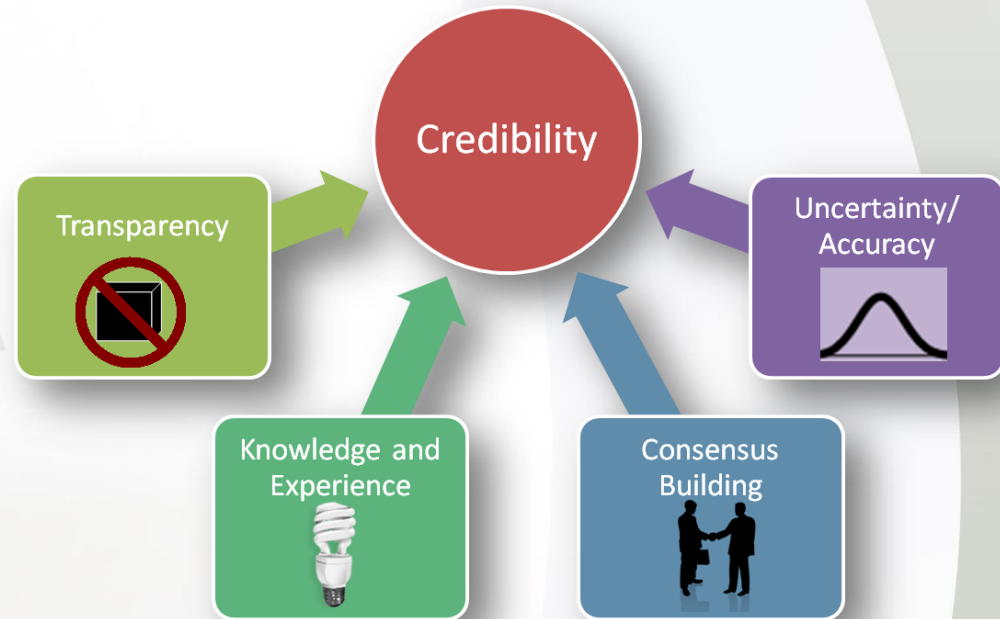 Credibility
Transparency
Uncertainty/
Accuracy
Knowledge and
Experience
Consensus
Building